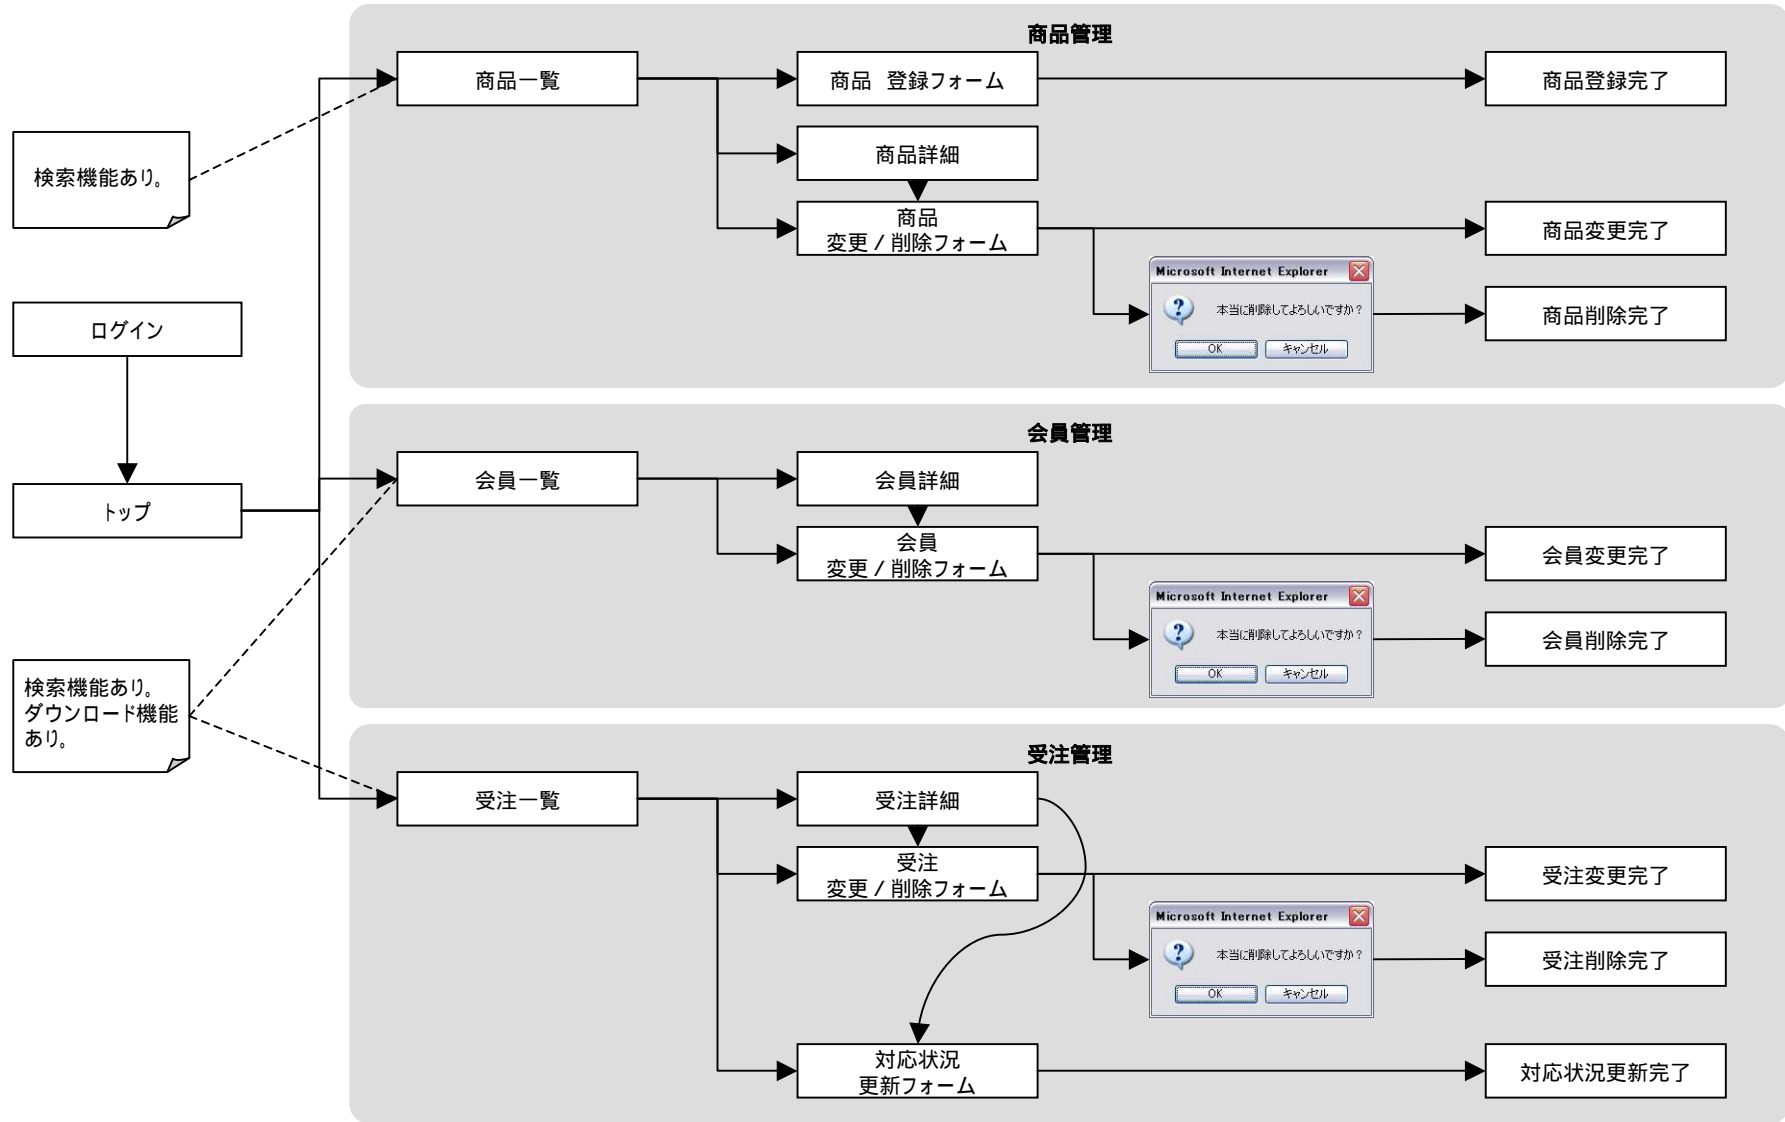 商品管理
商品一覧
商品 登録フォーム
商品登録完了
検索機能あり。
商品詳細
商品
変更 / 削除フォーム
商品変更完了
Microsoft Internet Explorer
本当に削除してよろしいですか?
OK
キャンセル
商品削除完了
ログイン
トップ
会員管理
会員一覧
会員詳細
会員
変更 / 削除フォーム
会員変更完了
Microsoft Internet Explorer
本当に削除してよろしいですか?
OK
キャンセル
会員削除完了
検索機能あり。
ダウンロード機能
あり。
受注管理
受注一覧
受注詳細
受注
変更 / 削除フォーム
受注変更完了
Microsoft Internet Explorer
本当に削除してよろしいですか?
OK
キャンセル
受注削除完了
対応状況
更新フォーム
対応状況更新完了